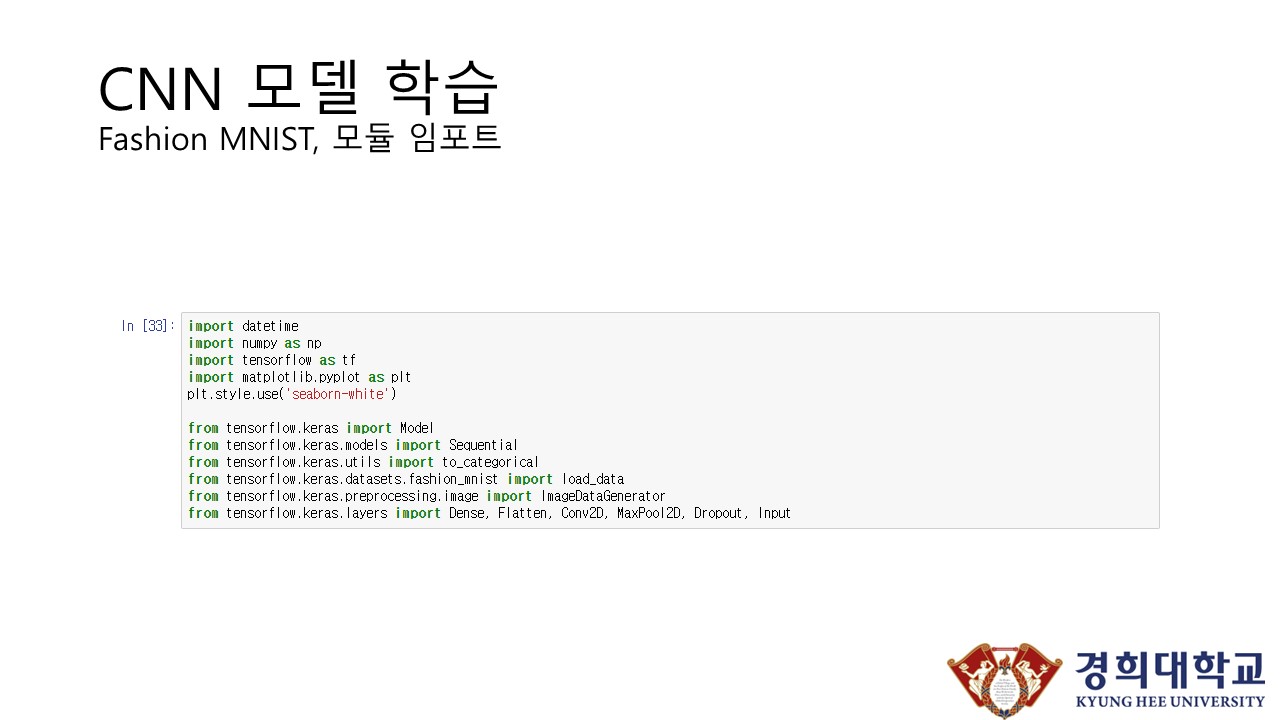 CNN 모델 학습
Fashion MNIST, 모듈 임포트
In [33]:
import datetime
import numpy as np
import tensorflow as tf
import matplotlib.pyplot as plt
plt.style.use('seaborn-white')
from tensorflow.keras import Model
from tensorflow.keras.models import Sequential
from tensorflow.keras.utils import to_categorical
from tensorflow.keras.datasets.fashion_mnist import load_data
from tensorflow.keras.preprocessing.image import ImageDataGenerator
from tensorflow.keras.layers import Dense, Flatten, Conv2D, MaxPool2D, Dropout, Input
경희대학교
KYUNG HEE UNIVERSITY